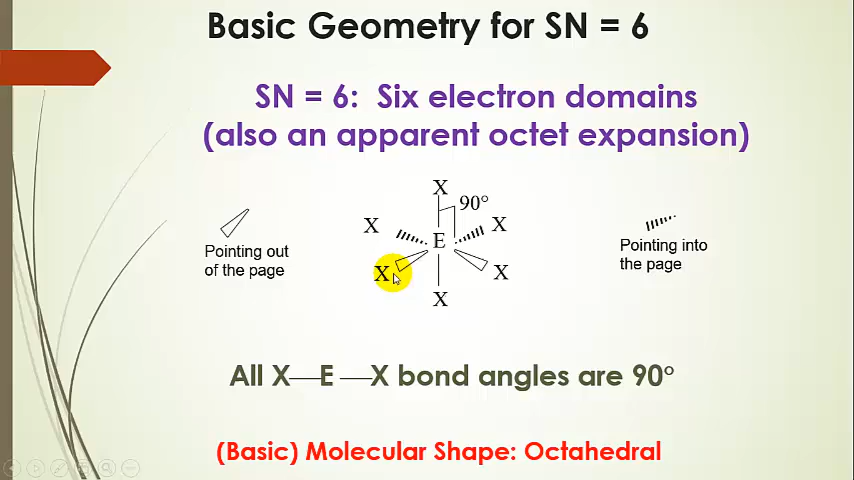 Basic Geometry for SN = 6
SN = 6: Six electron domains
(also an apparent octet expansion)
X
90°
X
X
E
X
X
X
Pointing out
of the page
Pointing into
the page
All X—E —X bond angles are 90°
(Basic) Molecular Shape: Octahedral